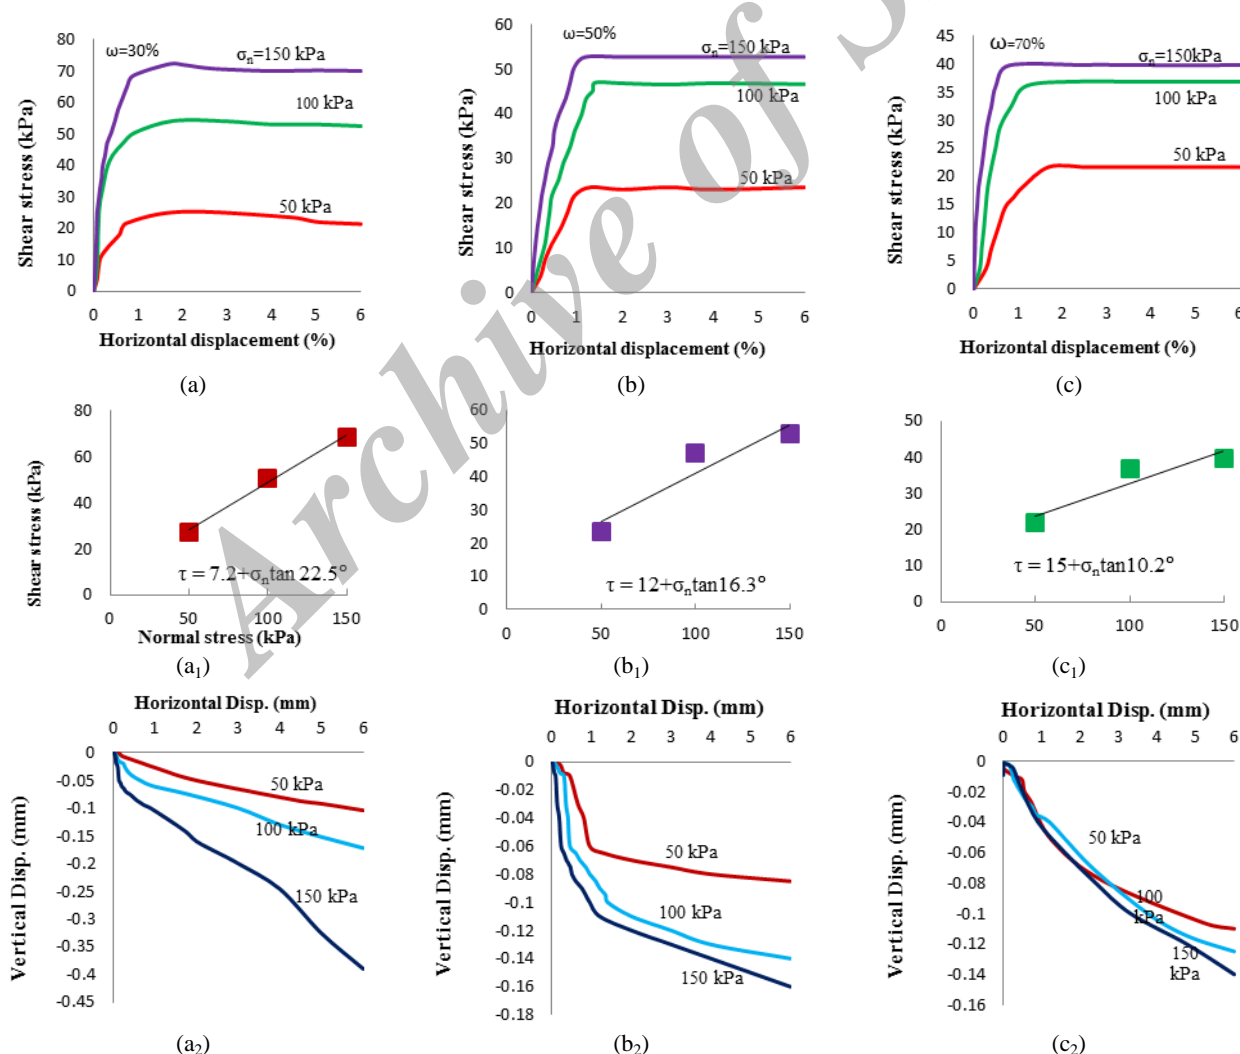 80
70
60
50
40
30
20
10
0
ω=30%
σn=150 kPa
100 kPa
50 kPa
Shear stress (kPa)
0 1 2 3 4 5 6
Horizontal displacement (%)
(a)
60
50
40
30
20
10
0
ω=50%
σn=150 kPa
100 kPa
50 kPa
Shear stress (kPa)
0 1 2 3 4 5 6
Horizontal displacement (%)
(b)
45
40
35
30
25
20
15
10
5
0
ω=70%
σn=150kPa
100 kPa
50 kPa
Shear stress (kPa)
0 1 2 3 4 5 6
Horizontal displacement (%)
(c)
80
60
40
20
0
Shear stress (kPa)
τ = 7.2+σntan 22.5°
0 50 100 150
Normal stress (kPa)
(a1)
60
50
40
30
20
10
0
τ = 12+σntan16.3°
0 50 100 150
(b1)
50
40
30
20
10
0
τ = 15+σntan10.2°
0 50 100 150
(c1)
Horizontal Disp. (mm)
0 1 2 3 4 5 6
0
-0.05
-0.1
-0.15
-0.2
-0.25
-0.3
-0.35
-0.4
-0.45
Vertical Disp. (mm)
50 kPa
100 kPa
150 kPa
(a2)
Horizontal Disp. (mm)
0 1 2 3 4 5 6
0
-0.02
-0.04
-0.06
-0.08
-0.1
-0.12
-0.14
-0.16
-0.18
Vertical Disp. (mm)
50 kPa
100 kPa
150 kPa
(b2)
Horizontal Disp. (mm)
0 1 2 3 4 5 6
0
-0.02
-0.04
-0.06
-0.08
-0.1
-0.12
-0.14
-0.16
Vertical Disp. (mm)
50 kPa
100
kPa
150
kPa
(c2)
Archive of S